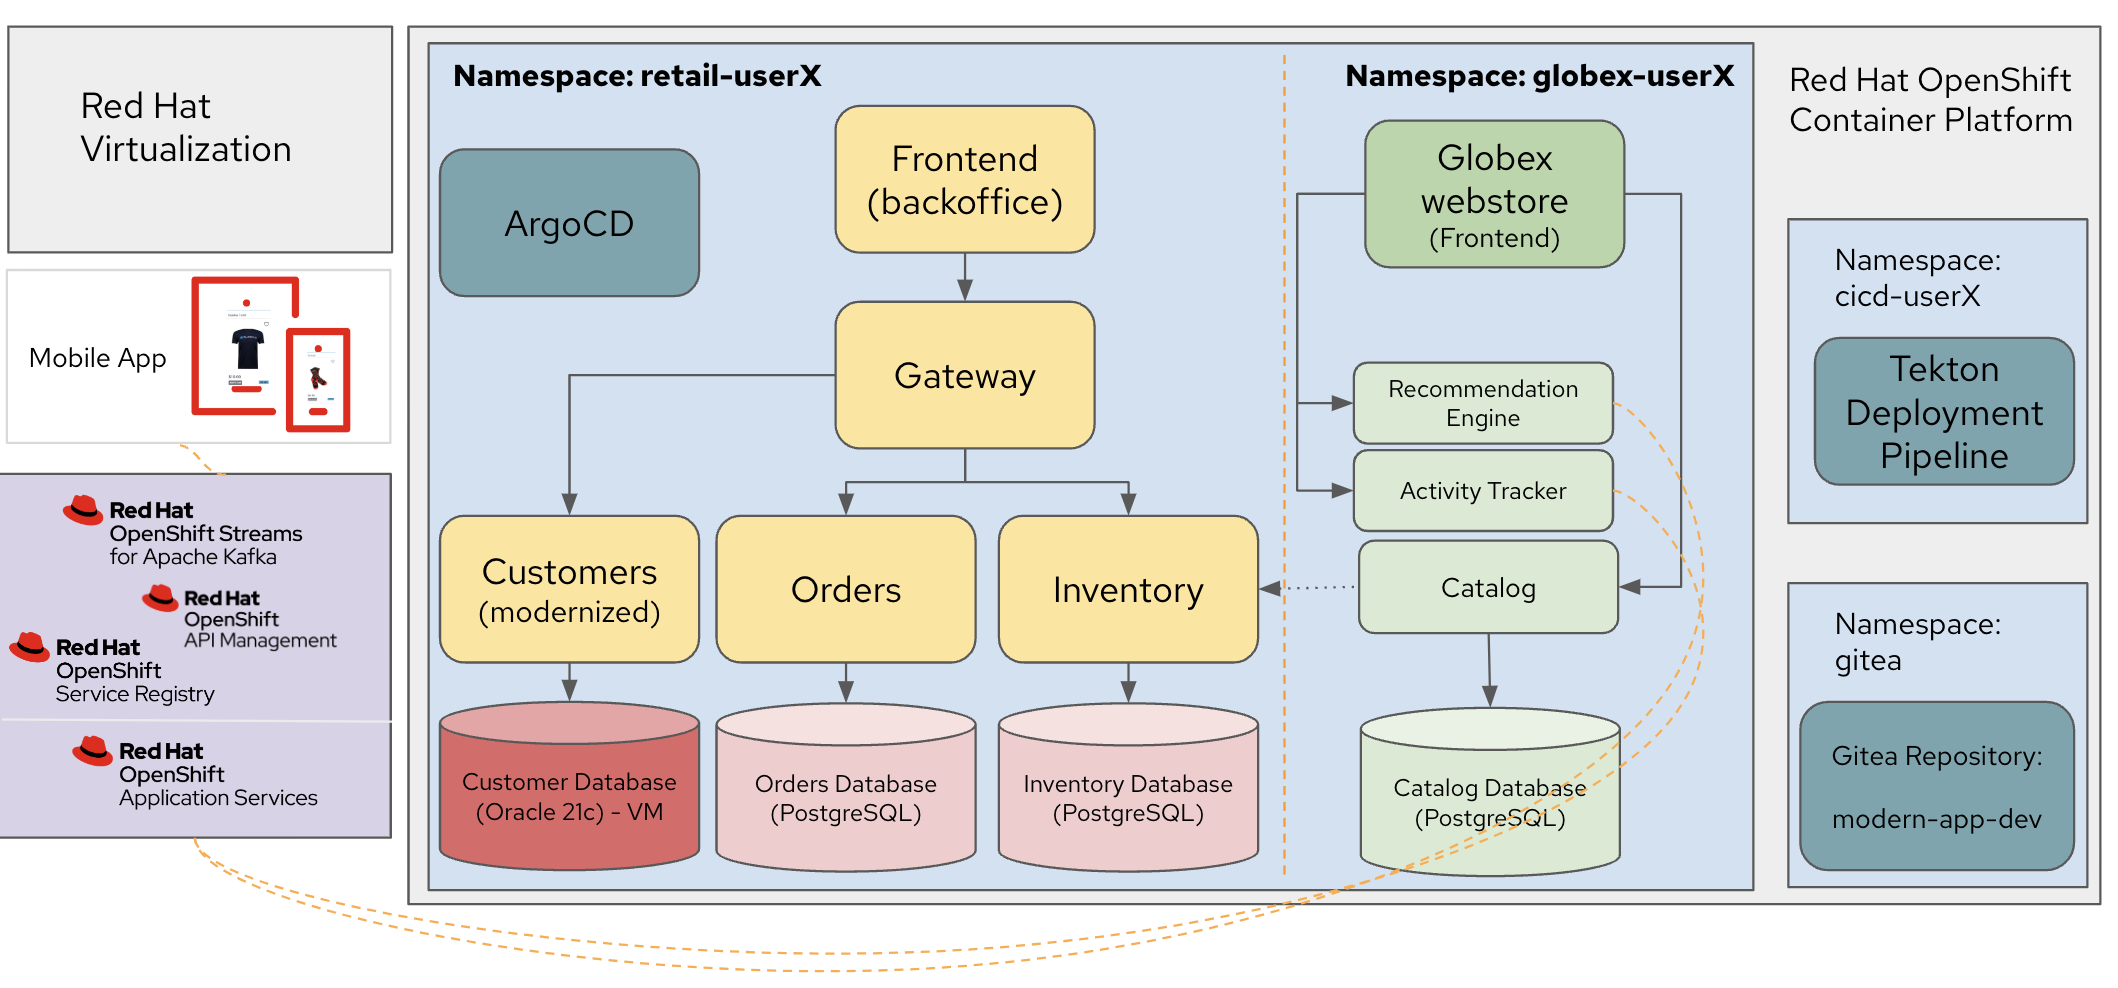 Red Hat
Virtualization
Mobile App
Red Hat
OpenShift Streams
for Apache Kafka
Red Hat
OpenShift
API Management
Red Hat
OpenShift
Service Registry
Red Hat
OpenShift
Application Services
Namespace: retail-userX
ArgoCD
Frontend
(backoffice)
Gateway
Customers
(modernized)
Orders
Inventory
Customer Database
(Oracle 21c) - VM
Orders Database
(PostgreSQL)
Inventory Database
(PostgreSQL)
Namespace: globex-userX
Globex
webstore
(Frontend)
Recommendation
Engine
Activity Tracker
Catalog
Catalog Database
(PostgreSQL)
Red Hat OpenShift
Container Platform
Namespace:
cicd-userX
Tekton
Deployment
Pipeline
Namespace:
gitea
Gitea Repository:
modern-app-dev